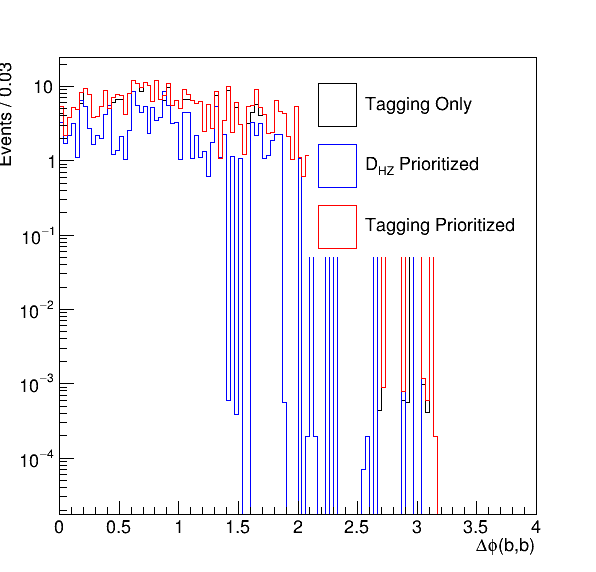 Events / 0.03
10
1
10⁻¹
10⁻²
10⁻³
10⁻⁴
Tagging Only
D_HZ Prioritized
Tagging Prioritized
0 0.5 1 1.5 2 2.5 3 3.5 4
Δϕ(b,b)